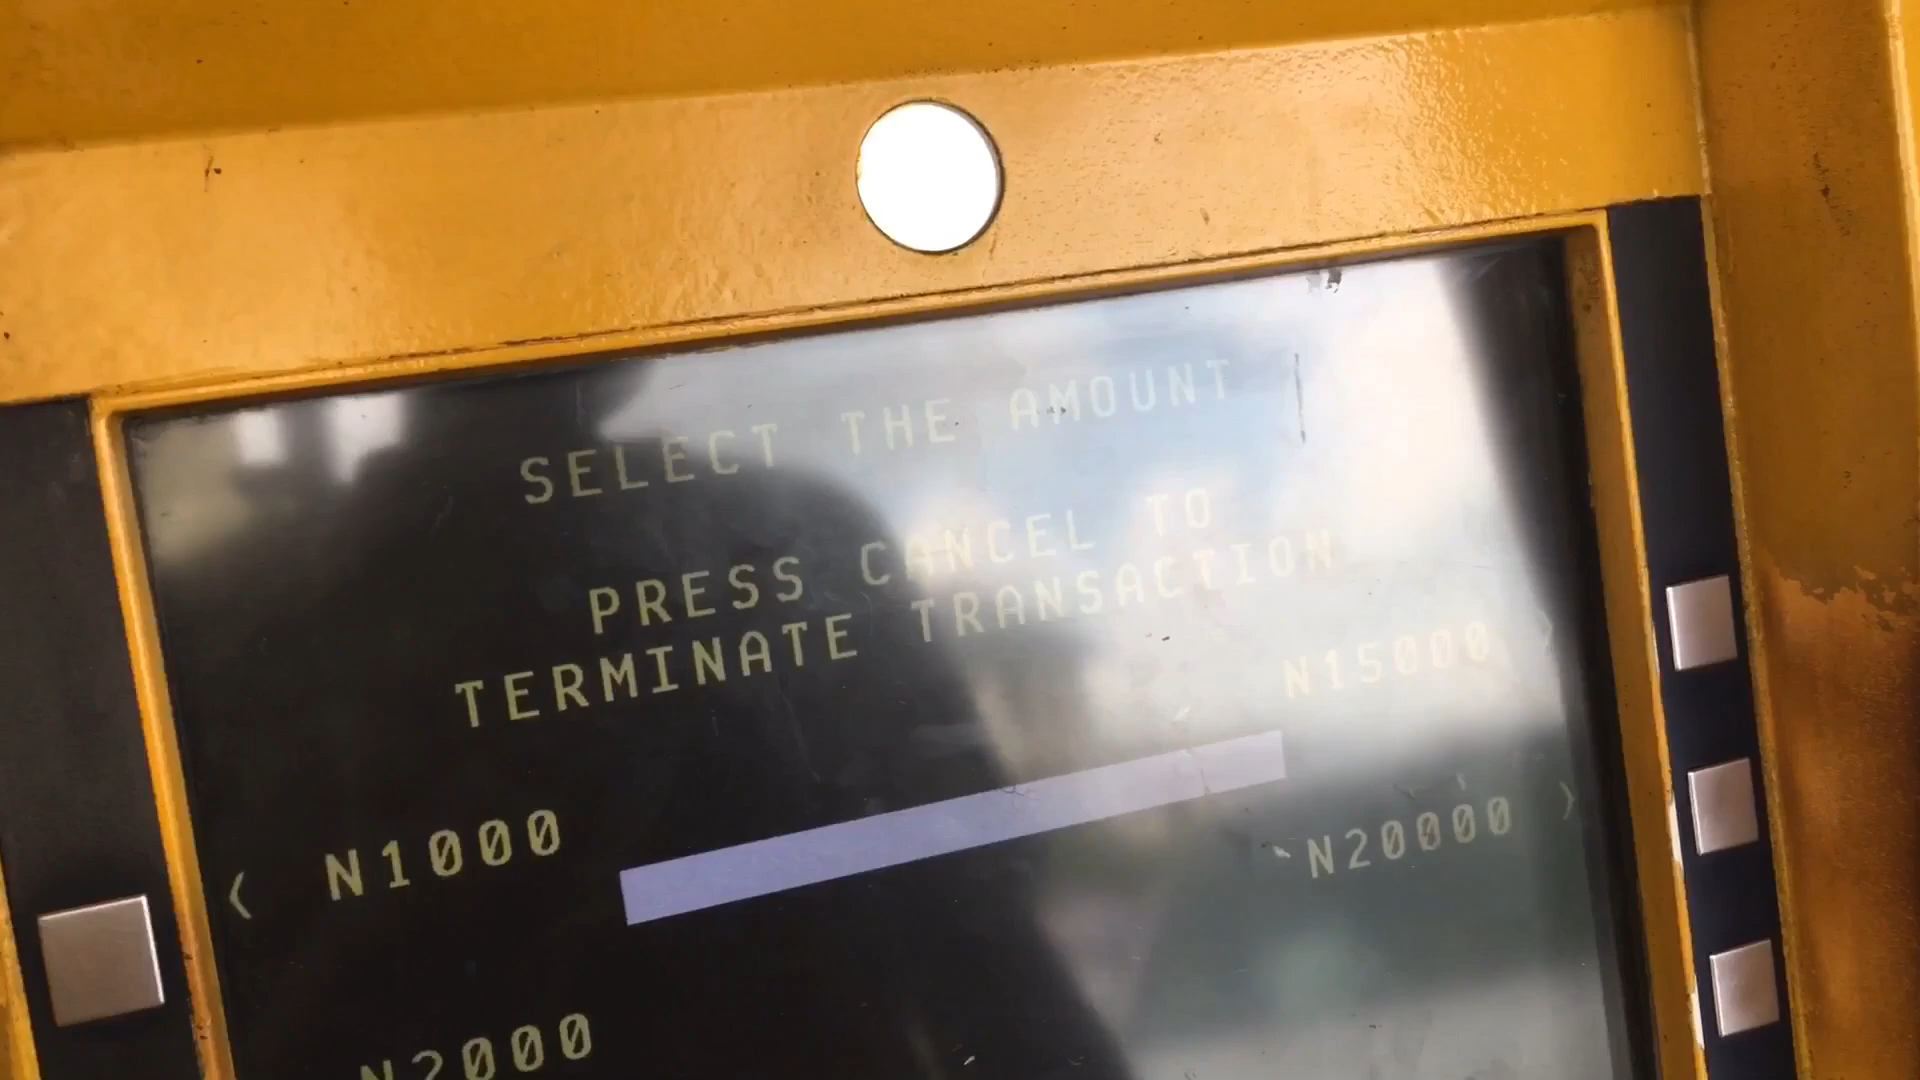 SELECT THE AMOUNT
PRESS CANCEL TO
TERMINATE TRANSACTION
N15000 >
< N1000
N20000 >
N2000